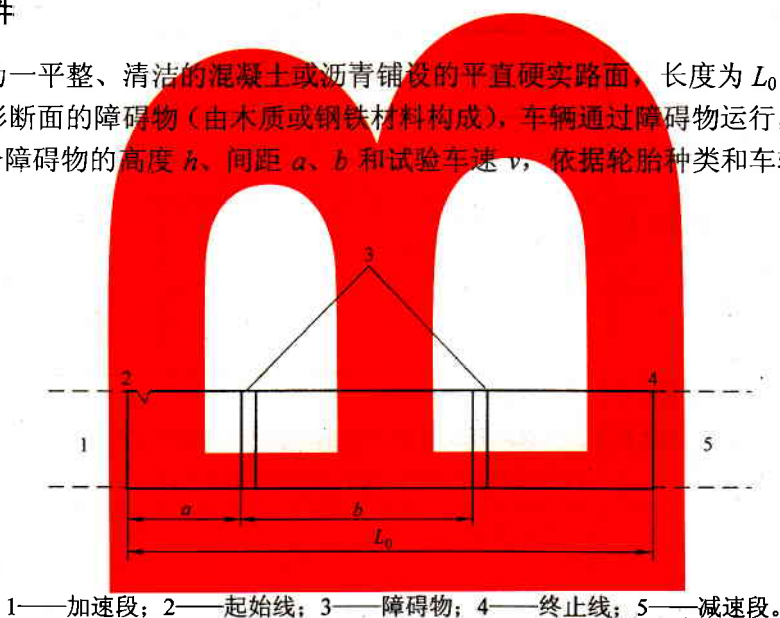 件
为一平整、清洁的混凝土或沥青铺设的平直硬实路面，长度为 L₀
形断面的障碍物（由木质或钢铁材料构成），车辆通过障碍物运行，
障碍物的高度 h、间距 a、b 和试验车速 v，依据轮胎种类和车
3
2 4
1 5
a b
L₀
1——加速段；2——起始线；3——障碍物；4——终止线；5——减速段。